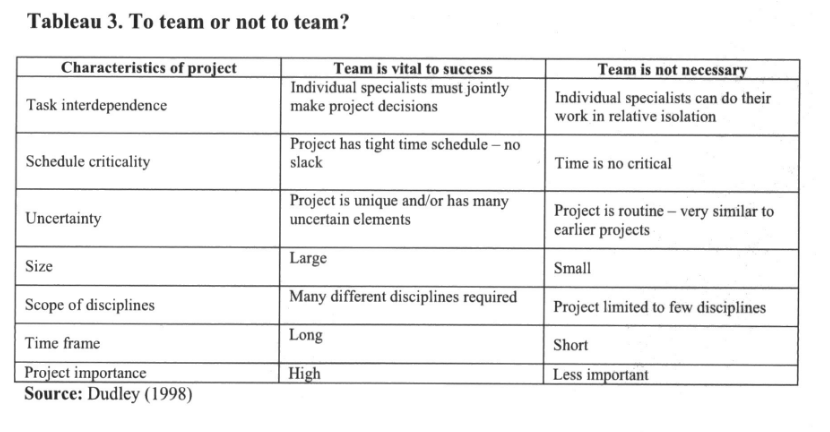 Tableau 3. To team or not to team?
Characteristics of project
Team is vital to success
Team is not necessary
Task interdependence
Individual specialists must jointly
make project decisions
Individual specialists can do their
work in relative isolation
Schedule criticality
Project has tight time schedule – no
slack
Time is no critical
Uncertainty
Project is unique and/or has many
uncertain elements
Project is routine – very similar to
earlier projects
Size
Large
Small
Scope of disciplines
Many different disciplines required
Project limited to few disciplines
Time frame
Long
Short
Project importance
High
Less important
Source: Dudley (1998)